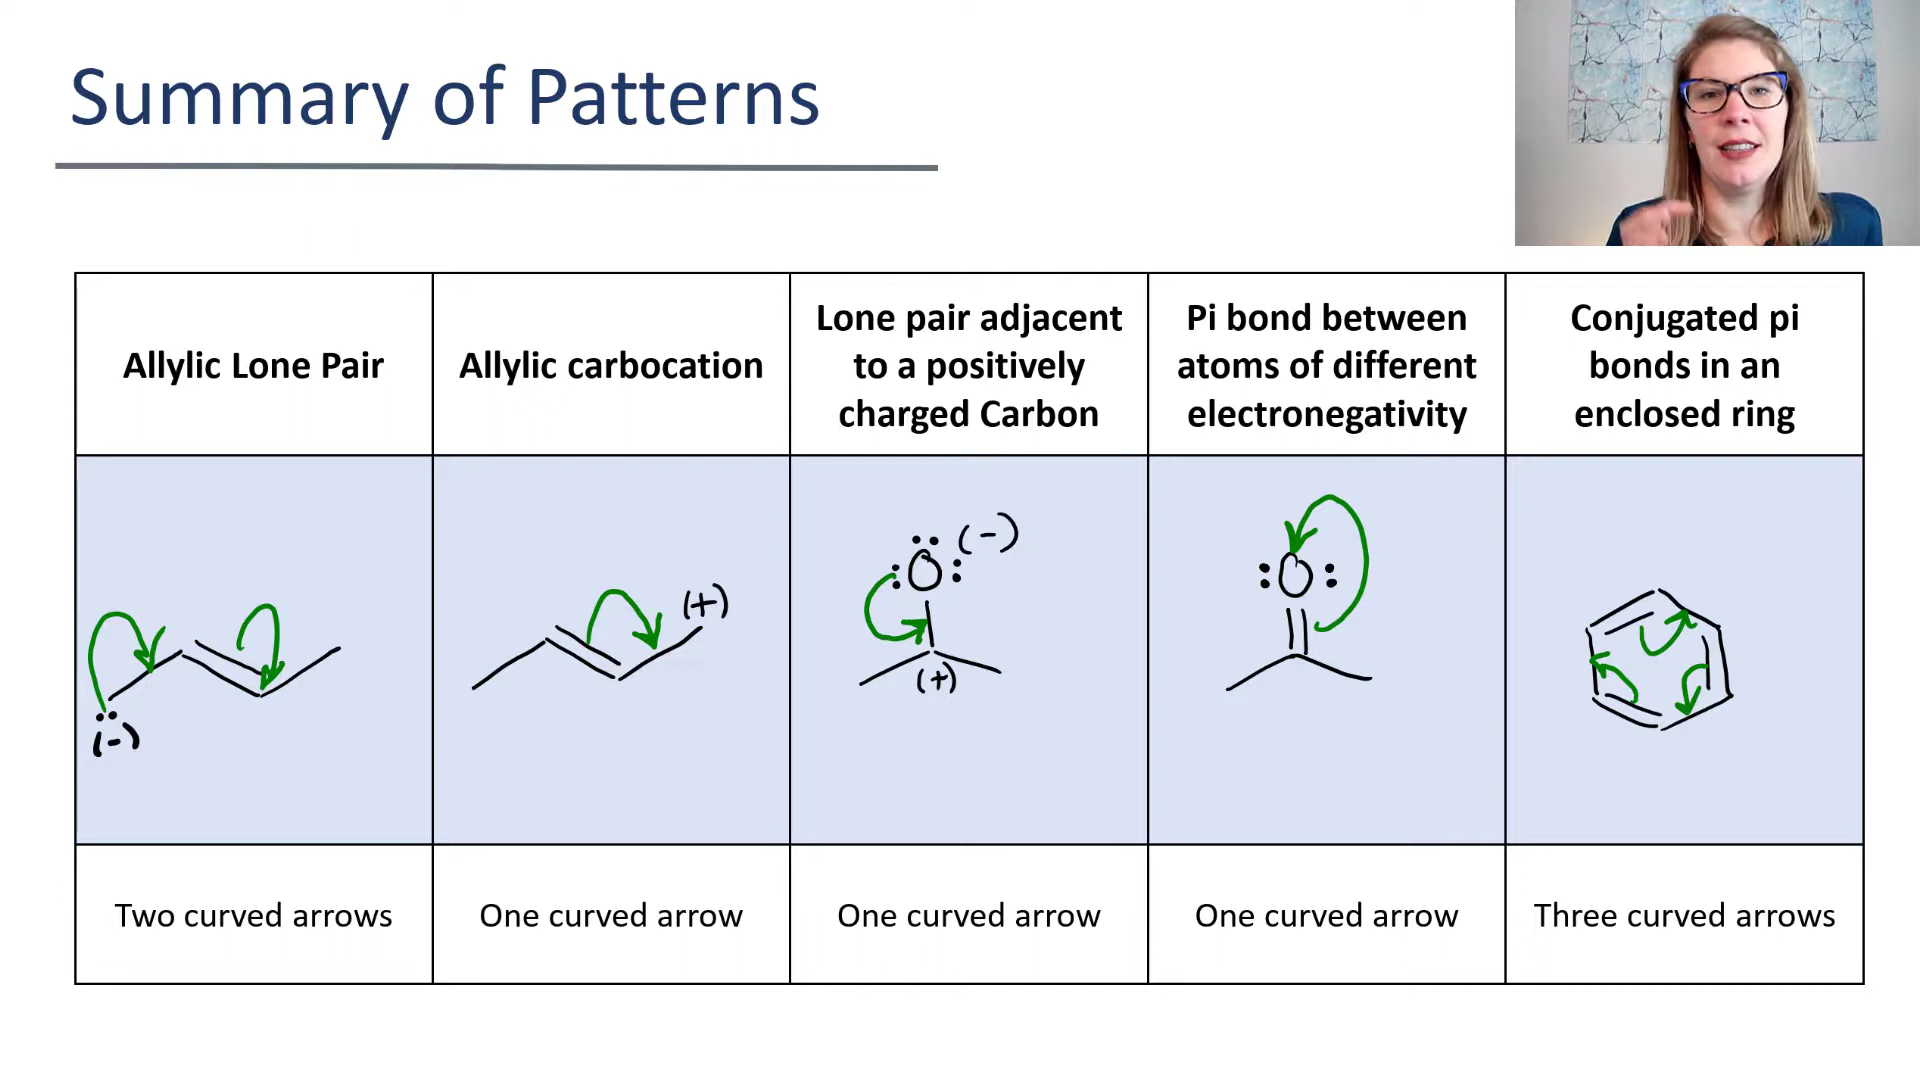 Summary of Patterns
Allylic Lone Pair
Allylic carbocation
Lone pair adjacent
to a positively
charged Carbon
Pi bond between
atoms of different
electronegativity
Conjugated pi
bonds in an
enclosed ring
(-)
(+)
:O: (-)
(+)
:O:
Two curved arrows
One curved arrow
One curved arrow
One curved arrow
Three curved arrows